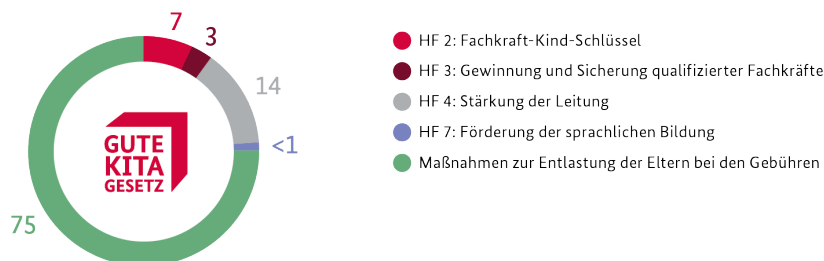 7
3
14
<1
75
GUTE
KITA
GESETZ
HF 2: Fachkraft-Kind-Schlüssel
HF 3: Gewinnung und Sicherung qualifizierter Fachkräfte
HF 4: Stärkung der Leitung
HF 7: Förderung der sprachlichen Bildung
Maßnahmen zur Entlastung der Eltern bei den Gebühren